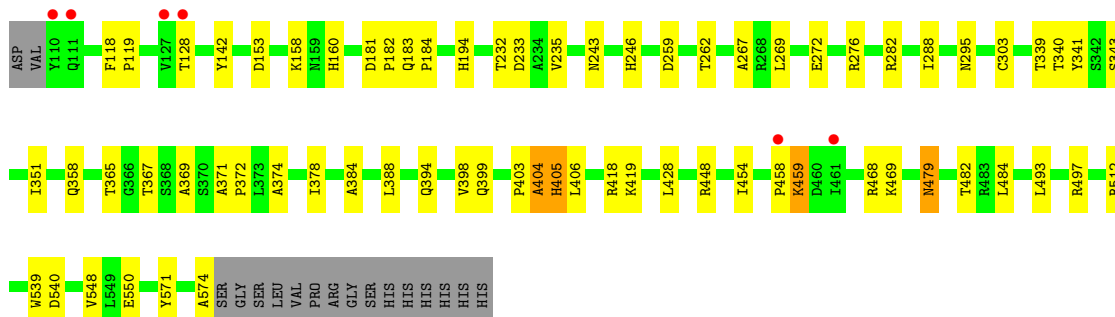 ASP VAL Y110 Q111 V127 T128 F118 P119 Y142 D153 K158 N159 H160 D181 P182 Q183 P184 H194 T232 D233 A234 V235 N243 H246 D259 T262 A267 R268 L269 E272 R276 R282 I288 N295 C303 T339 T340 Y341 S342
I351 Q358 T365 G366 T367 S368 A369 S370 A371 P372 L373 A374 I378 A384 L388 Q394 V398 Q399 P403 A404 H405 L406 R418 K419 L428 R448 I454 P458 K459 D460 I461 R468 K469 N479 T482 R483 L484 L493 R497
W539 D540 V548 L549 E550 Y571 A574 SER GLY SER LEU VAL PRO ARG GLY SER HIS HIS HIS HIS HIS HIS